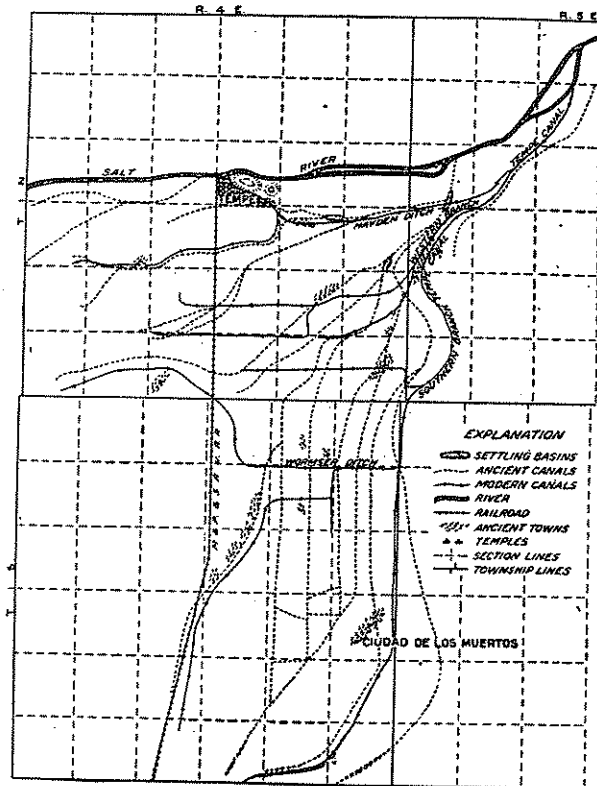 R. 4 E.
R. 5 E.
SALT
RIVER
TEMPE CANAL
TEMPE
HAYDEN DITCH
WESTERN BRANCH
CANAL
SOUTHERN BRANCH
EXPLANATION
SETTLING BASINS
ANCIENT CANALS
MODERN CANALS
RIVER
RAILROAD
ANCIENT TOWNS
TEMPLES
SECTION LINES
TOWNSHIP LINES
WORMSER DITCH
CIUDAD DE LOS MUERTOS